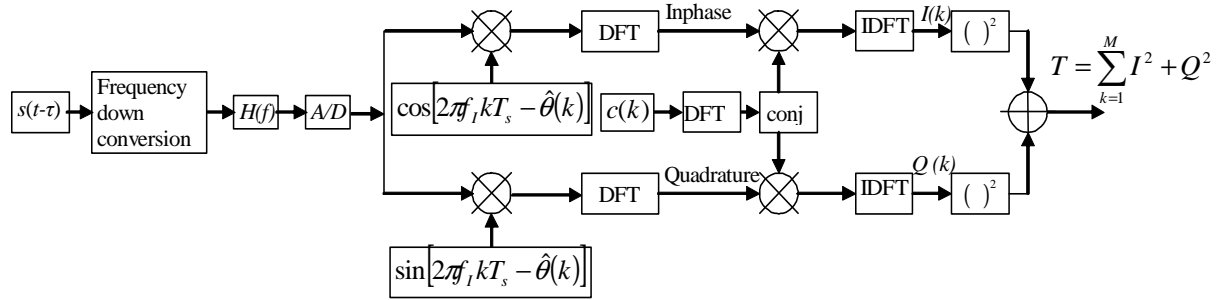 s(t-τ)
Frequency
down
conversion
H(f)
A/D
cos[2πf_I kT_s − θ̂(k)]
DFT
Inphase
IDFT
I(k)
( )²
c(k)
DFT
conj
T = ∑_{k=1}^{M} I² + Q²
sin[2πf_I kT_s − θ̂(k)]
DFT
Quadrature
IDFT
Q (k)
( )²